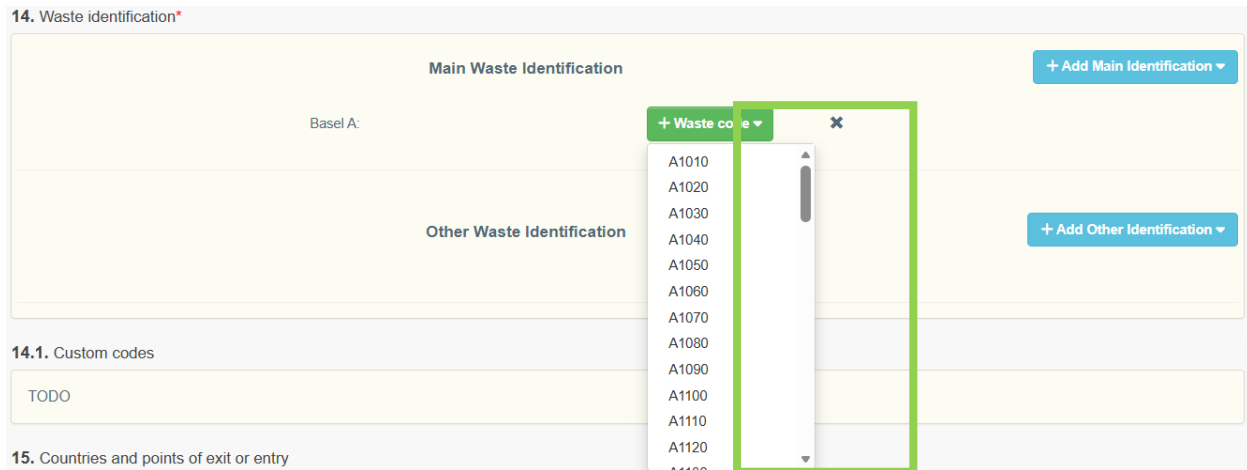 14. Waste identification*
Main Waste Identification
+ Add Main Identification
Basel A:
+ Waste code
A1010
A1020
A1030
A1040
A1050
A1060
A1070
A1080
A1090
A1100
A1110
A1120
Other Waste Identification
+ Add Other Identification
14.1. Custom codes
TODO
15. Countries and points of exit or entry